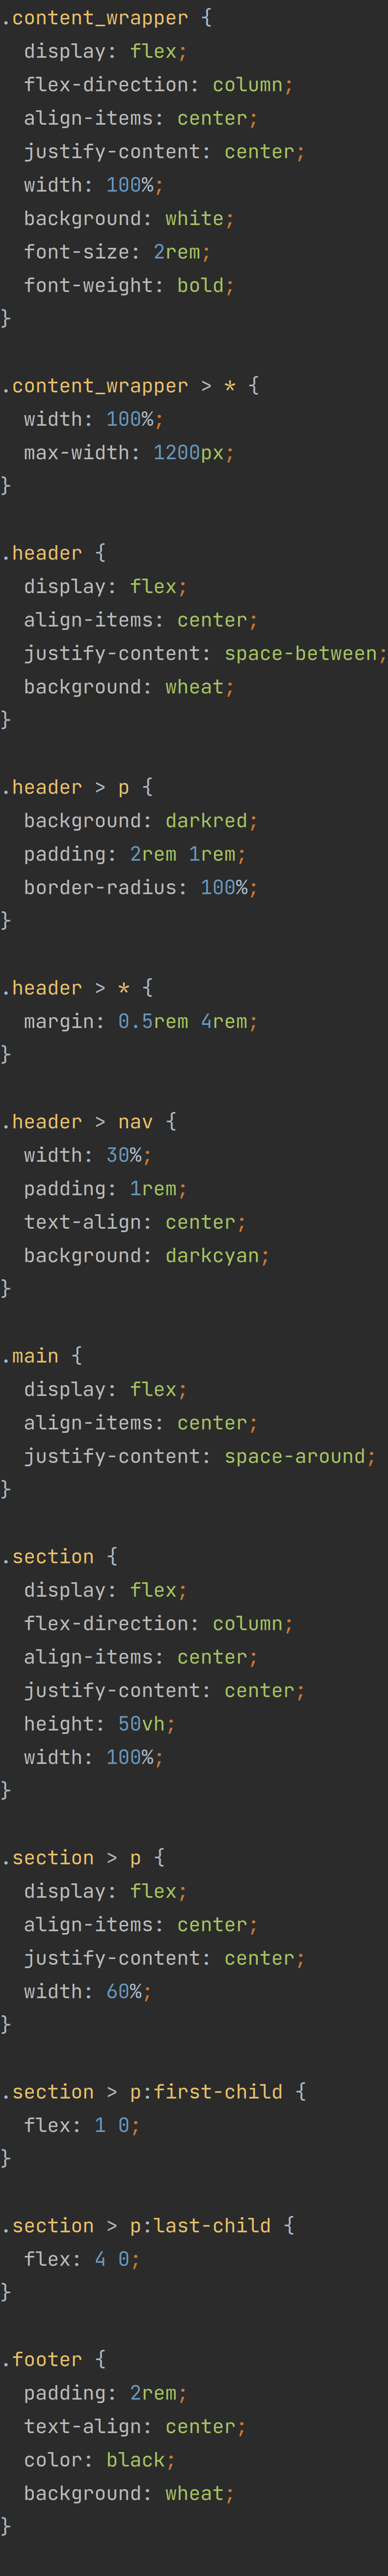 .content_wrapper {
  display: flex;
  flex-direction: column;
  align-items: center;
  justify-content: center;
  width: 100%;
  background: white;
  font-size: 2rem;
  font-weight: bold;
}

.content_wrapper > * {
  width: 100%;
  max-width: 1200px;
}

.header {
  display: flex;
  align-items: center;
  justify-content: space-between;
  background: wheat;
}

.header > p {
  background: darkred;
  padding: 2rem 1rem;
  border-radius: 100%;
}

.header > * {
  margin: 0.5rem 4rem;
}

.header > nav {
  width: 30%;
  padding: 1rem;
  text-align: center;
  background: darkcyan;
}

.main {
  display: flex;
  align-items: center;
  justify-content: space-around;
}

.section {
  display: flex;
  flex-direction: column;
  align-items: center;
  justify-content: center;
  height: 50vh;
  width: 100%;
}

.section > p {
  display: flex;
  align-items: center;
  justify-content: center;
  width: 60%;
}

.section > p:first-child {
  flex: 1 0;
}

.section > p:last-child {
  flex: 4 0;
}

.footer {
  padding: 2rem;
  text-align: center;
  color: black;
  background: wheat;
}